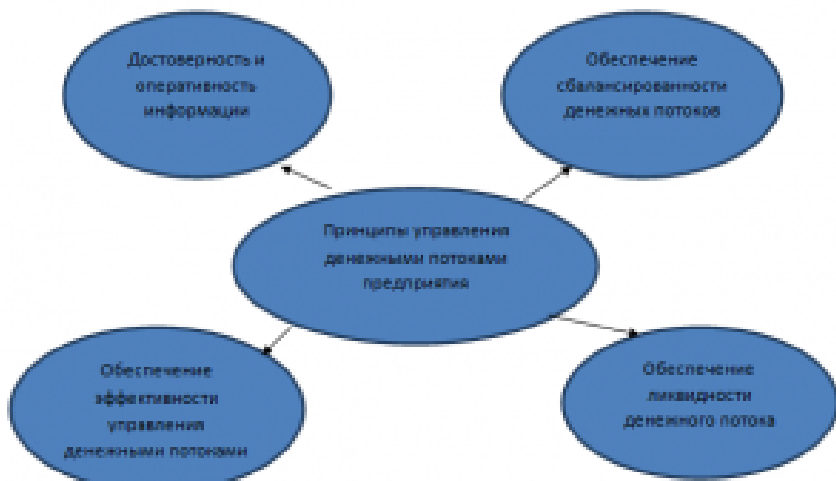 Достоверность и
оперативность
информации
Обеспечение
сбалансированности
денежных потоков
Принципы управления
денежными потоками
предприятия
Обеспечение
эффективности
управления
денежными потоками
Обеспечение
ликвидности
денежного потока